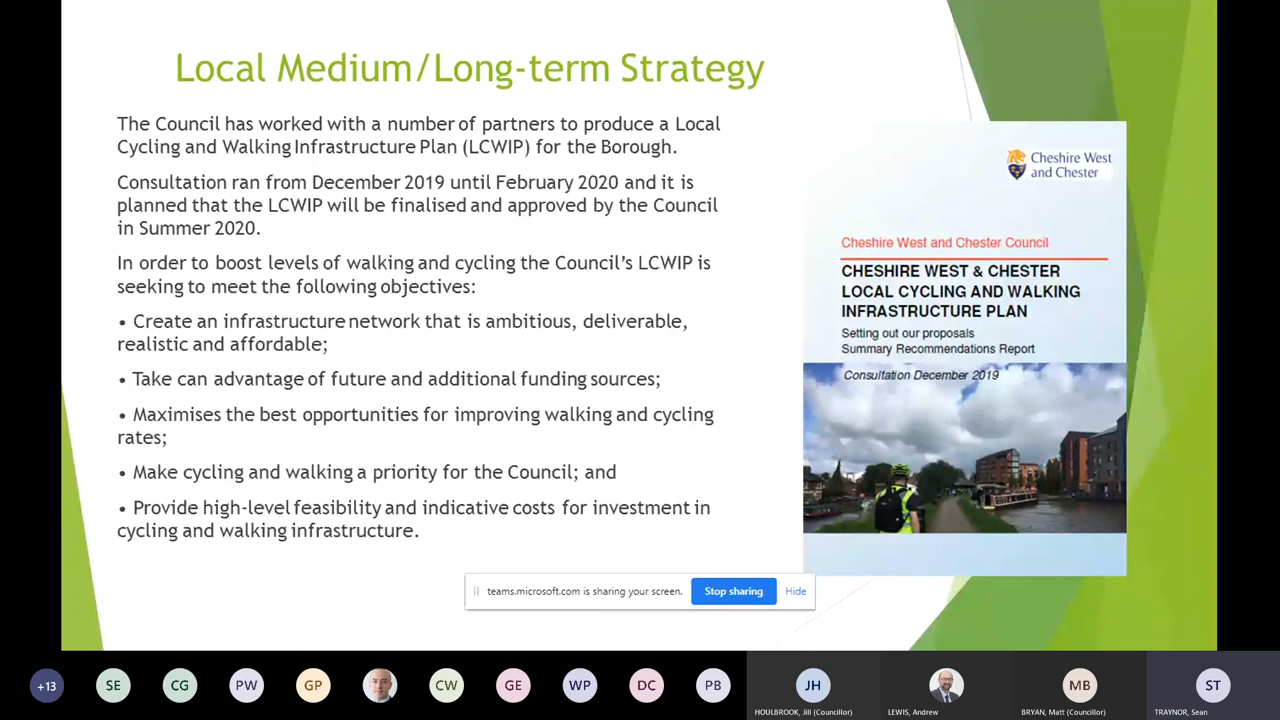 Local Medium/Long-term Strategy
The Council has worked with a number of partners to produce a Local
Cycling and Walking Infrastructure Plan (LCWIP) for the Borough.
Consultation ran from December 2019 until February 2020 and it is
planned that the LCWIP will be finalised and approved by the Council
in Summer 2020.
In order to boost levels of walking and cycling the Council's LCWIP is
seeking to meet the following objectives:
• Create an infrastructure network that is ambitious, deliverable,
realistic and affordable;
• Take can advantage of future and additional funding sources;
• Maximises the best opportunities for improving walking and cycling
rates;
• Make cycling and walking a priority for the Council; and
• Provide high-level feasibility and indicative costs for investment in
cycling and walking infrastructure.
Cheshire West
and Chester
Cheshire West and Chester Council
CHESHIRE WEST & CHESTER
LOCAL CYCLING AND WALKING
INFRASTRUCTURE PLAN
Setting out our proposals
Summary Recommendations Report
Consultation December 2019
teams.microsoft.com is sharing your screen.
Stop sharing
Hide
+13
SE
CG
PW
GP
CW
GE
WP
DC
PB
JH
HOULBROOK, Jill (Councillor)
LEWIS, Andrew
MB
BRYAN, Matt (Councillor)
ST
TRAYNOR, Sean